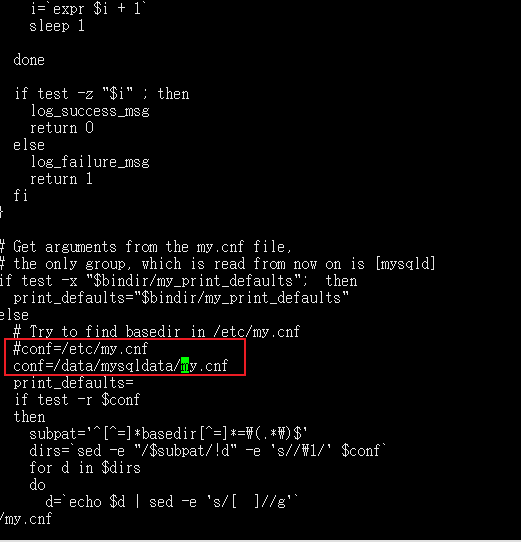 i=`expr $i + 1`
    sleep 1

  done

  if test -z "$i" ; then
    log_success_msg
    return 0
  else
    log_failure_msg
    return 1
  fi
}

# Get arguments from the my.cnf file,
# the only group, which is read from now on is [mysqld]
if test -x "$bindir/my_print_defaults";  then
  print_defaults="$bindir/my_print_defaults"
else
  # Try to find basedir in /etc/my.cnf
  #conf=/etc/my.cnf
  conf=/data/mysqldata/my.cnf
  print_defaults=
  if test -r $conf
  then
    subpat='^[^=]*basedir[^=]*=₩(.*₩)$'
    dirs=`sed -e "/$subpat/!d" -e 's//₩1/' $conf`
    for d in $dirs
    do
      d=`echo $d | sed -e 's/[  ]//g'`
/my.cnf